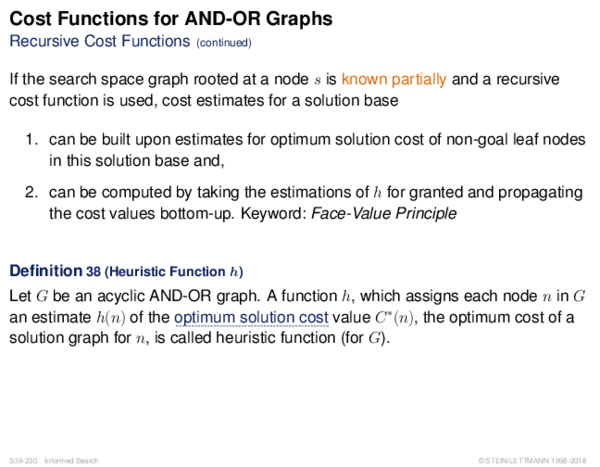 Cost Functions for AND-OR Graphs
Recursive Cost Functions (continued)
If the search space graph rooted at a node s is known partially and a recursive
cost function is used, cost estimates for a solution base
1. can be built upon estimates for optimum solution cost of non-goal leaf nodes
in this solution base and,
2. can be computed by taking the estimations of h for granted and propagating
the cost values bottom-up. Keyword: Face-Value Principle
Definition 38 (Heuristic Function h)
Let G be an acyclic AND-OR graph. A function h, which assigns each node n in G
an estimate h(n) of the optimum solution cost value C*(n), the optimum cost of a
solution graph for n, is called heuristic function (for G).
S:II-230 Informed Search ©STEIN/LETTMANN 1998-2018